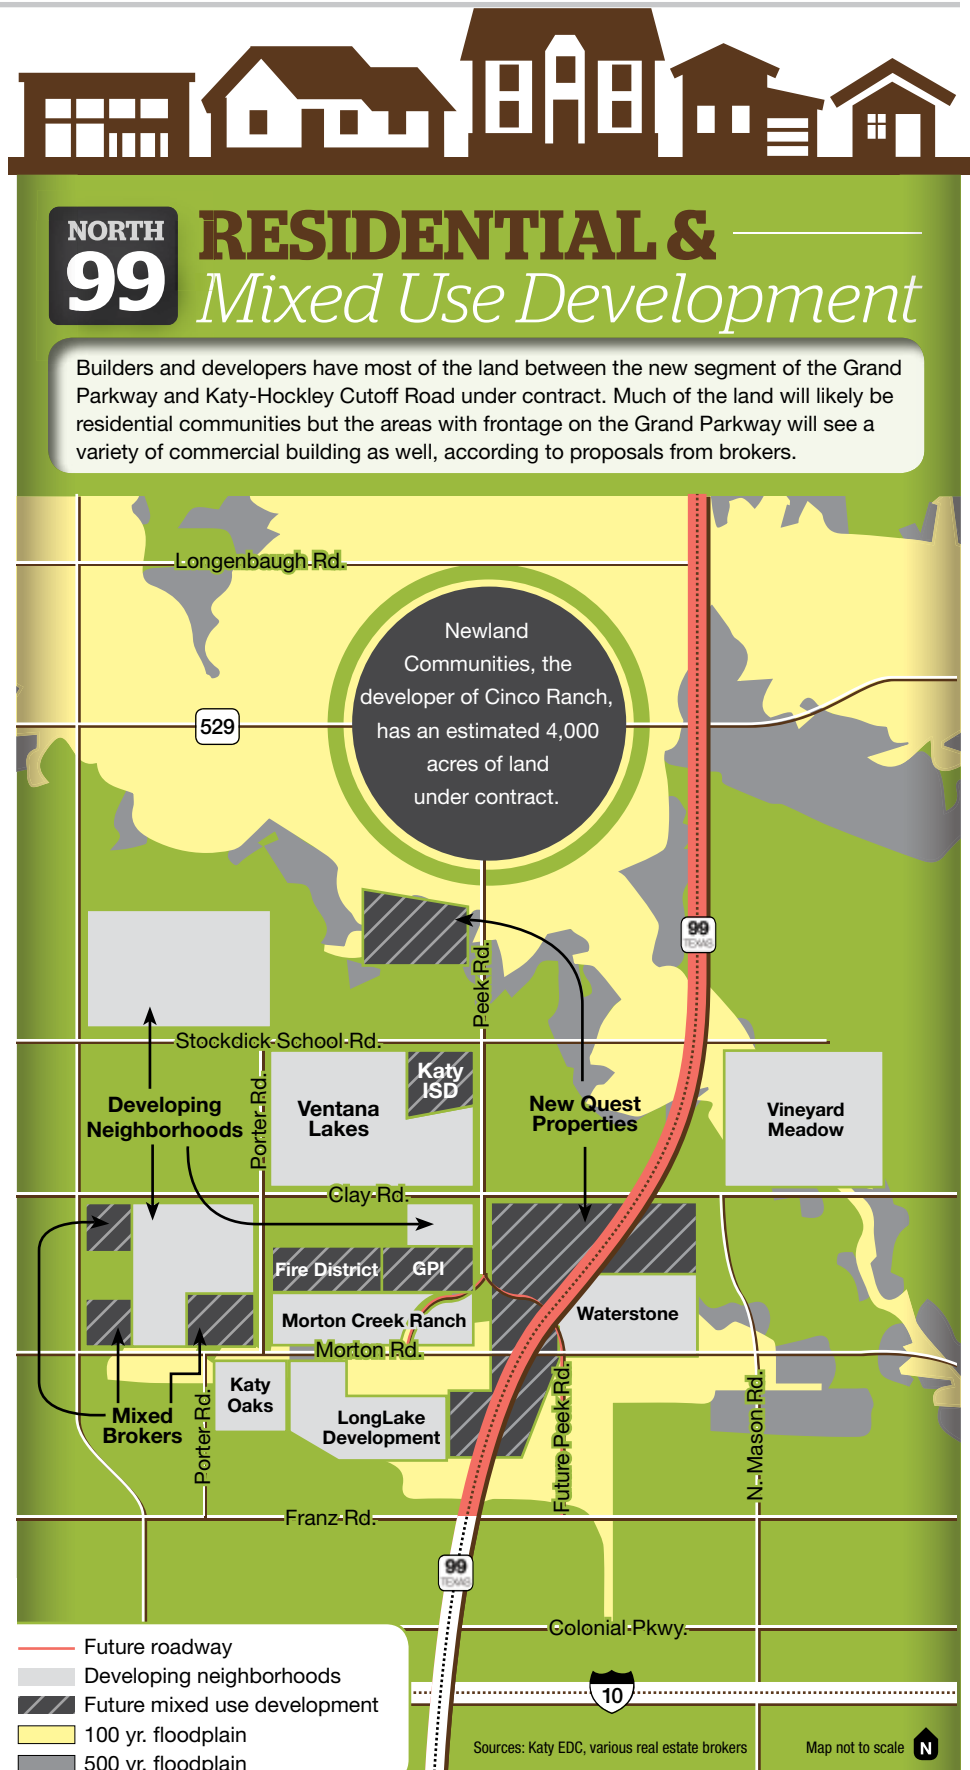 NORTH
99
RESIDENTIAL &
Mixed Use Development
Builders and developers have most of the land between the new segment of the Grand
Parkway and Katy-Hockley Cutoff Road under contract. Much of the land will likely be
residential communities but the areas with frontage on the Grand Parkway will see a
variety of commercial building as well, according to proposals from brokers.
Longenbaugh Rd.
Newland
Communities, the
developer of Cinco Ranch,
has an estimated 4,000
acres of land
under contract.
529
99
TEXAS
Peek Rd.
Stockdick School Rd.
Katy
ISD
Porter Rd.
Developing
Neighborhoods
Ventana
Lakes
New Quest
Properties
Vineyard
Meadow
Clay Rd.
Fire District
GPI
Morton Creek Ranch
Waterstone
Morton Rd.
Katy
Oaks
Mixed
Brokers
Porter Rd.
LongLake
Development
Future Peek Rd.
N. Mason Rd.
Franz Rd.
99
TEXAS
Colonial Pkwy.
10
Future roadway
Developing neighborhoods
Future mixed use development
100 yr. floodplain
500 yr. floodplain
Sources: Katy EDC, various real estate brokers
Map not to scale
N